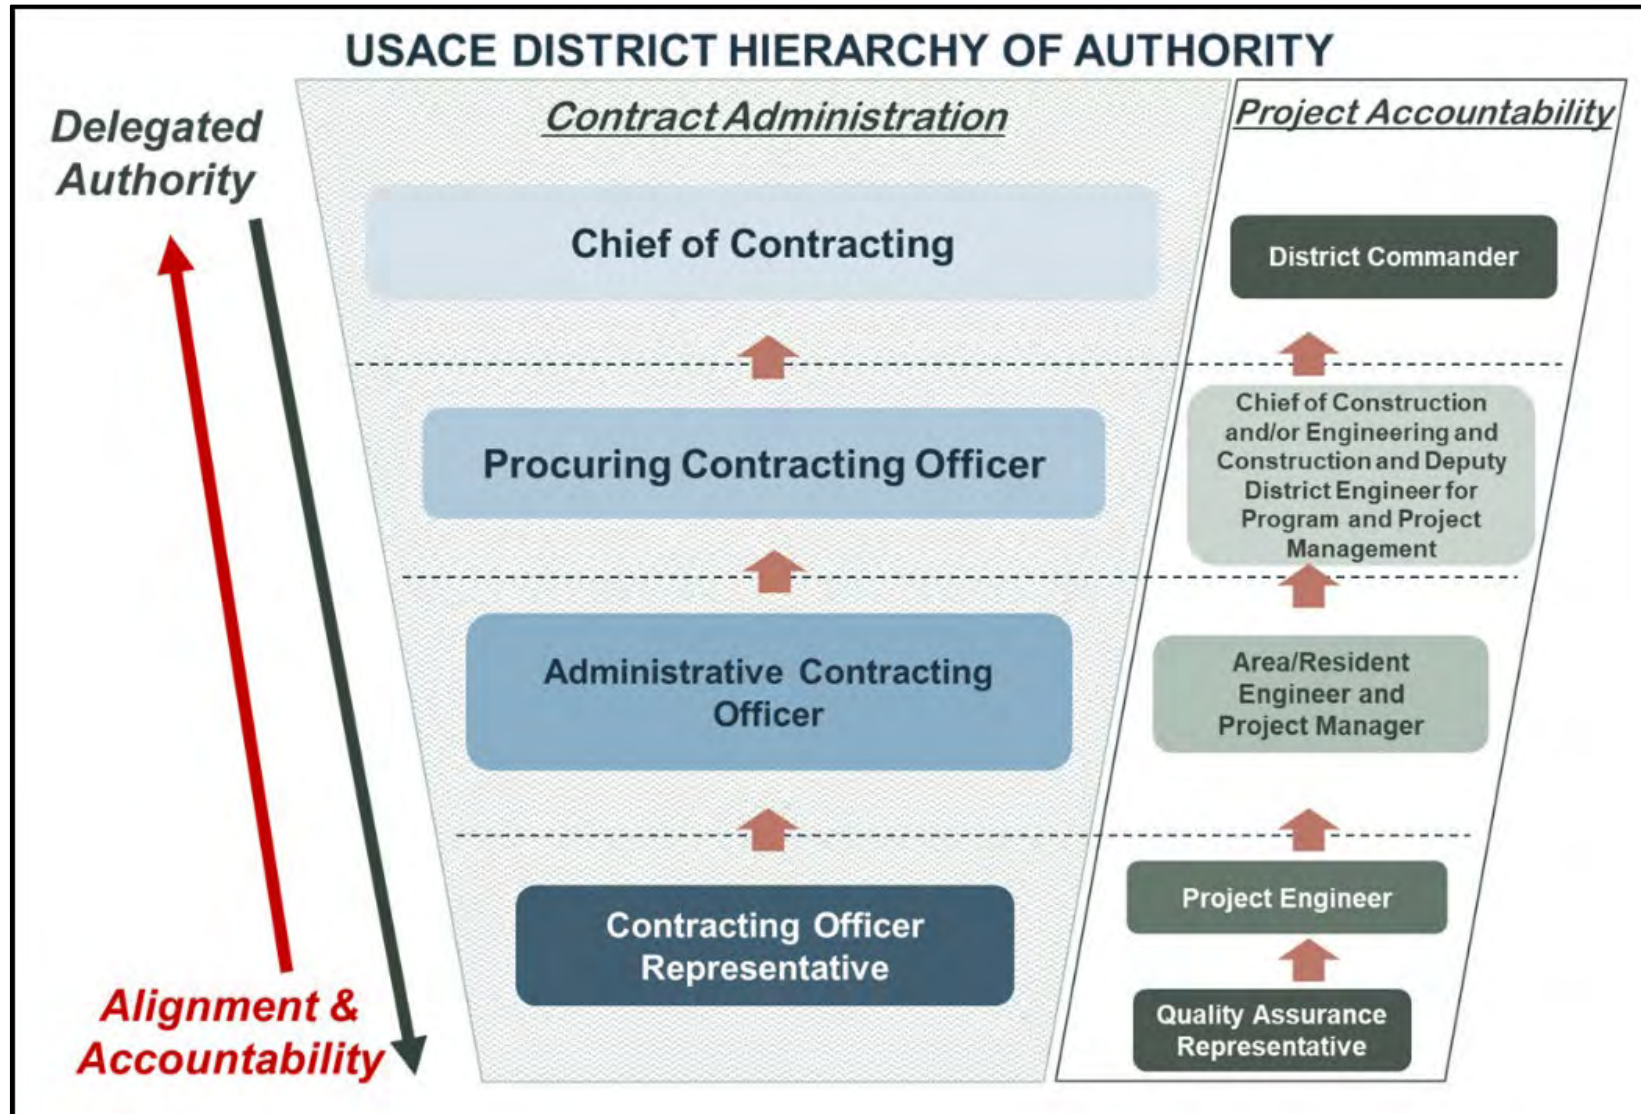 USACE DISTRICT HIERARCHY OF AUTHORITY
Delegated
Authority
Contract Administration
Project Accountability
Chief of Contracting
District Commander
Procuring Contracting Officer
Chief of Construction
and/or Engineering and
Construction and Deputy
District Engineer for
Program and Project
Management
Administrative Contracting
Officer
Area/Resident
Engineer and
Project Manager
Contracting Officer
Representative
Project Engineer
Quality Assurance
Representative
Alignment &
Accountability